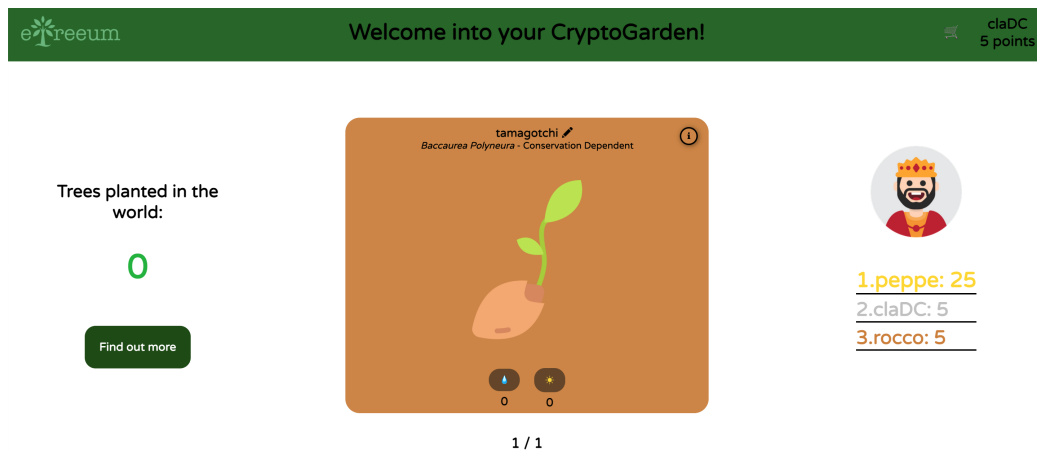 etreeum
Welcome into your CryptoGarden!
claDC
5 points
Trees planted in the
world:
0
Find out more
tamagotchi
Baccaurea Polyneura - Conservation Dependent
i
0
0
1 / 1
1.peppe: 25
2.claDC: 5
3.rocco: 5